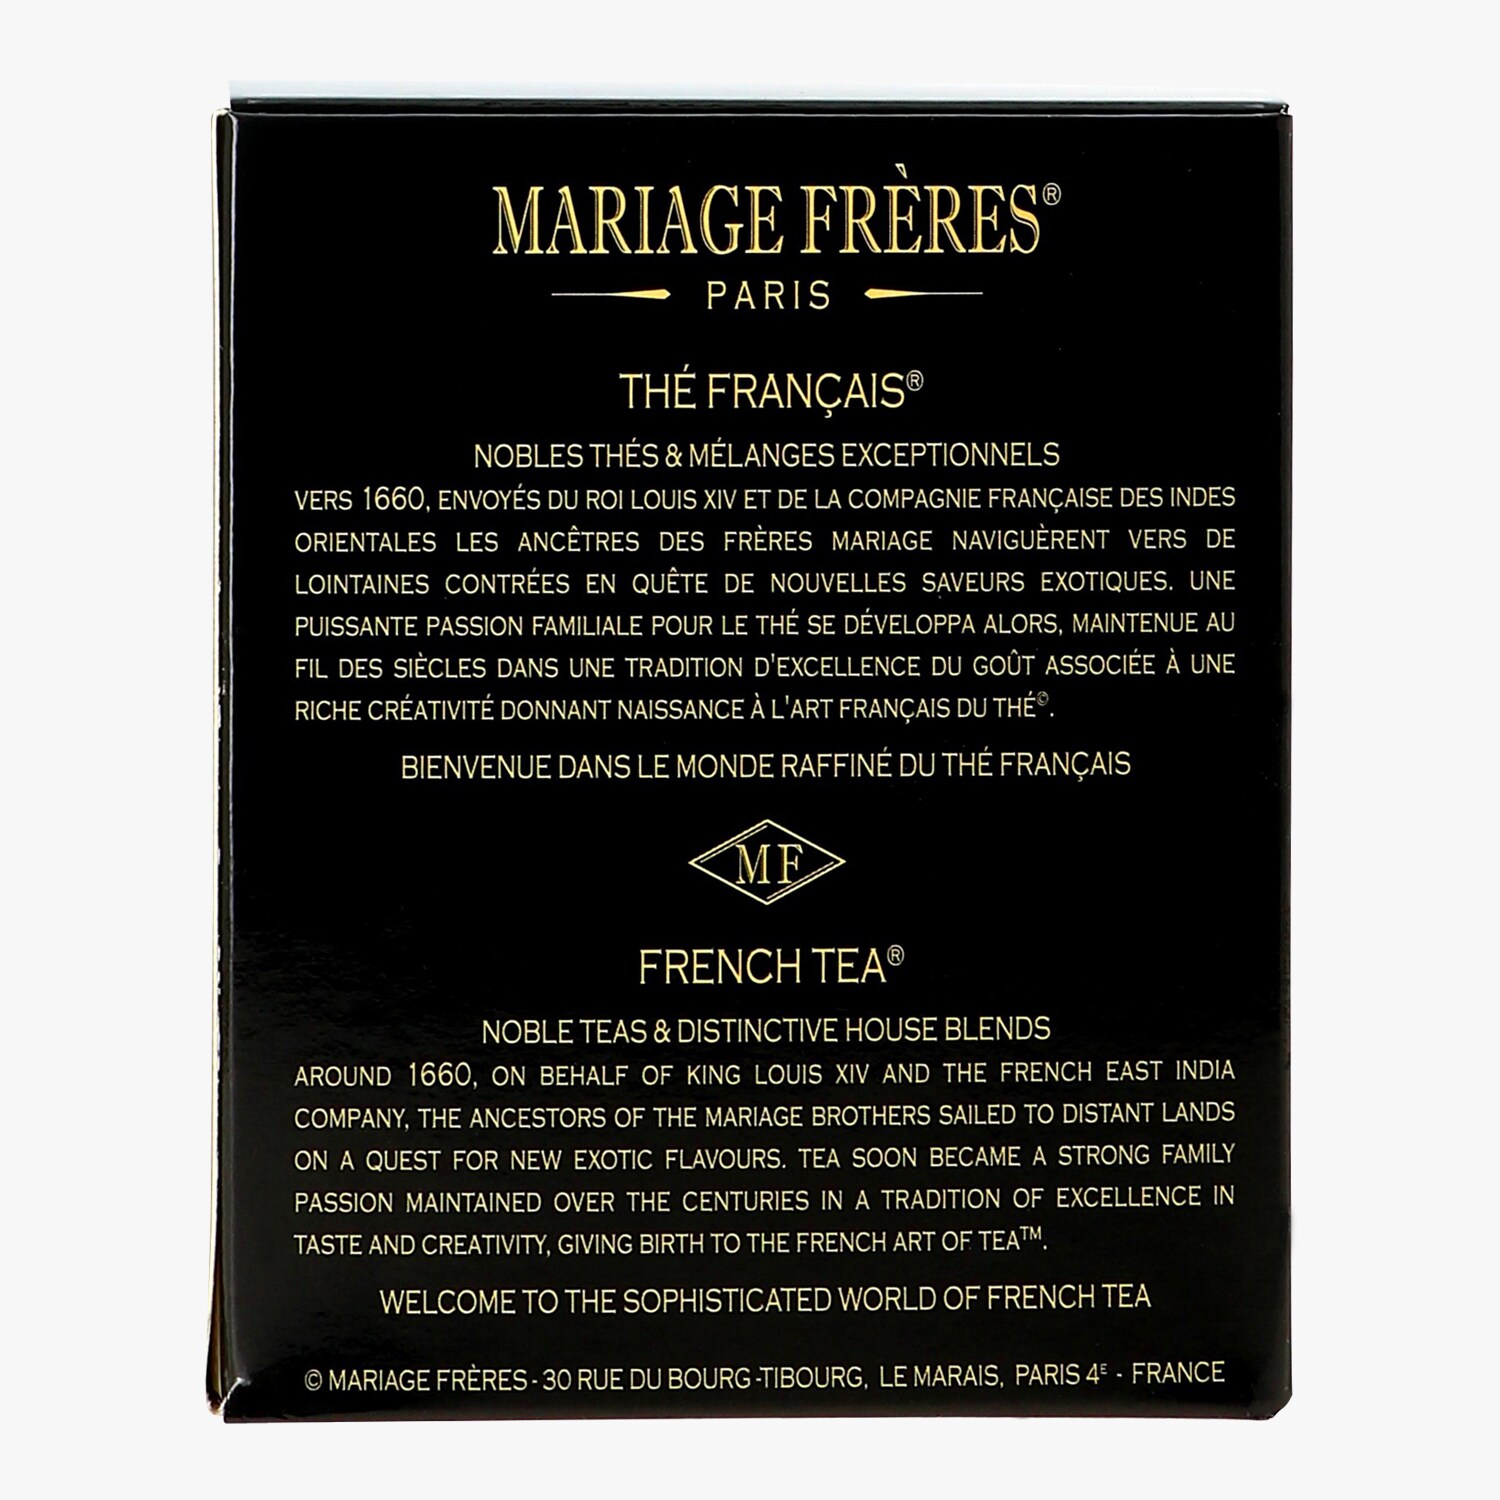 MARIAGE FRÈRES®
PARIS
THÉ FRANÇAIS®
NOBLES THÉS & MÉLANGES EXCEPTIONNELS
VERS 1660, ENVOYÉS DU ROI LOUIS XIV ET DE LA COMPAGNIE FRANÇAISE DES INDES
ORIENTALES LES ANCÊTRES DES FRÈRES MARIAGE NAVIGUÈRENT VERS DE
LOINTAINES CONTRÉES EN QUÊTE DE NOUVELLES SAVEURS EXOTIQUES. UNE
PUISSANTE PASSION FAMILIALE POUR LE THÉ SE DÉVELOPPA ALORS, MAINTENUE AU
FIL DES SIÈCLES DANS UNE TRADITION D'EXCELLENCE DU GOÛT ASSOCIÉE À UNE
RICHE CRÉATIVITÉ DONNANT NAISSANCE À L'ART FRANÇAIS DU THÉ©.
BIENVENUE DANS LE MONDE RAFFINÉ DU THÉ FRANÇAIS
MF
FRENCH TEA®
NOBLE TEAS & DISTINCTIVE HOUSE BLENDS
AROUND 1660, ON BEHALF OF KING LOUIS XIV AND THE FRENCH EAST INDIA
COMPANY, THE ANCESTORS OF THE MARIAGE BROTHERS SAILED TO DISTANT LANDS
ON A QUEST FOR NEW EXOTIC FLAVOURS. TEA SOON BECAME A STRONG FAMILY
PASSION MAINTAINED OVER THE CENTURIES IN A TRADITION OF EXCELLENCE IN
TASTE AND CREATIVITY, GIVING BIRTH TO THE FRENCH ART OF TEA™.
WELCOME TO THE SOPHISTICATED WORLD OF FRENCH TEA
© MARIAGE FRÈRES - 30 RUE DU BOURG-TIBOURG, LE MARAIS, PARIS 4E - FRANCE